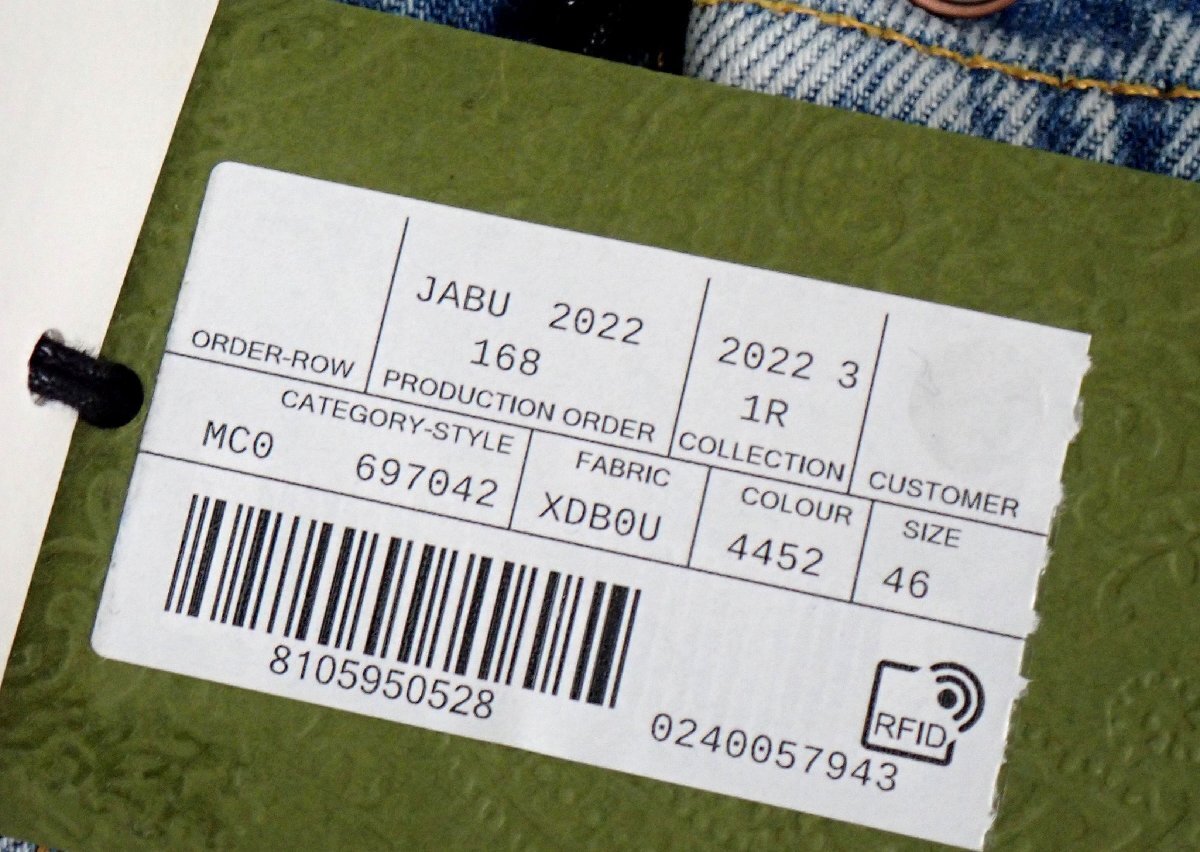 JABU 2022
168
2022 3
1R
ORDER-ROW
PRODUCTION ORDER
COLLECTION
CUSTOMER
CATEGORY-STYLE
MC0 697042
FABRIC
XDB0U
COLOUR
4452
SIZE
46
8105950528
0240057943
RFID